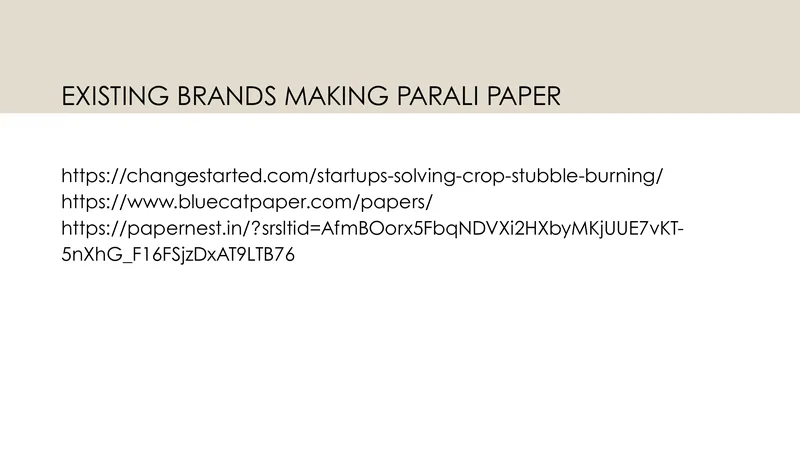 EXISTING BRANDS MAKING PARALI PAPER
https://changestarted.com/startups-solving-crop-stubble-burning/
https://www.bluecatpaper.com/papers/
https://papernest.in/?srsltid=AfmBOorx5FbqNDVXi2HXbyMKjUUE7vKT-
5nXhG_F16FSjzDxAT9LTB76